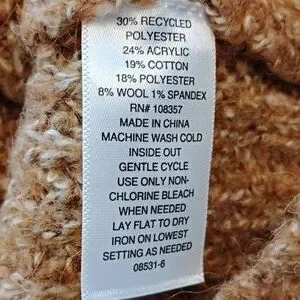 30% RECYCLED
POLYESTER
24% ACRYLIC
19% COTTON
18% POLYESTER
8% WOOL 1% SPANDEX
RN# 108357
MADE IN CHINA
MACHINE WASH COLD
INSIDE OUT
GENTLE CYCLE
USE ONLY NON-
CHLORINE BLEACH
WHEN NEEDED
LAY FLAT TO DRY
IRON ON LOWEST
SETTING AS NEEDED
08531-6